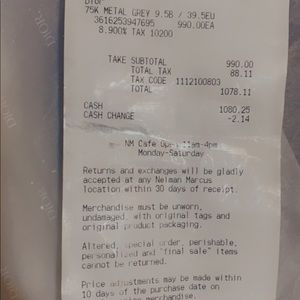 DIOR
75K METAL GREY 9.5B / 39.5EU
3616253947695 990.00EA
8.900% TAX 10200
TAKE SUBTOTAL 990.00
TOTAL TAX 88.11
TAX CODE 1112100803
TOTAL 1078.11
CASH 1080.25
CASH CHANGE -2.14
NM Cafe Open 11am-4pm
Monday-Saturday
Returns and exchanges will be gladly
accepted at any Neiman Marcus
location within 30 days of receipt.
Merchandise must be unworn,
undamaged, with original tags and
original product packaging.
Altered, special order, perishable,
personalized and "final sale" items
cannot be returned.
Price adjustments may be made within
10 days of the purchase date on
merchandise.